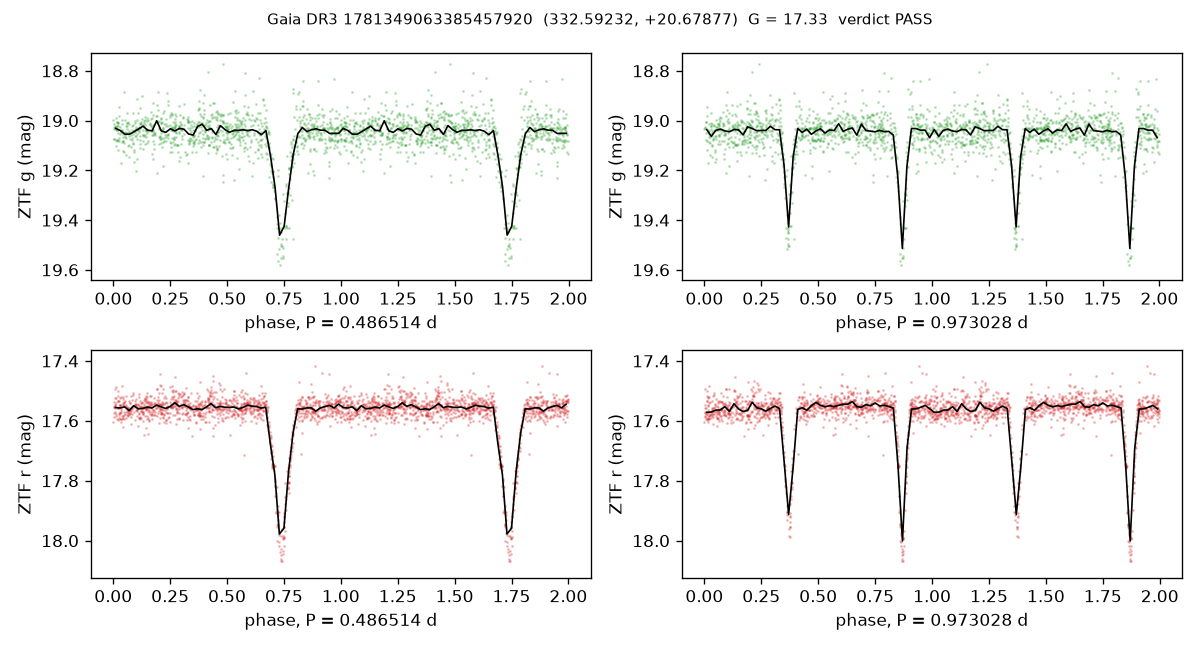 Gaia DR3 1781349063385457920 (332.59232, +20.67877) G = 17.33 verdict PASS
ZTF g (mag)
18.8
19.0
19.2
19.4
19.6
0.00 0.25 0.50 0.75 1.00 1.25 1.50 1.75 2.00
phase, P = 0.486514 d
ZTF g (mag)
18.8
19.0
19.2
19.4
19.6
0.00 0.25 0.50 0.75 1.00 1.25 1.50 1.75 2.00
phase, P = 0.973028 d
ZTF r (mag)
17.4
17.6
17.8
18.0
0.00 0.25 0.50 0.75 1.00 1.25 1.50 1.75 2.00
phase, P = 0.486514 d
ZTF r (mag)
17.4
17.6
17.8
18.0
0.00 0.25 0.50 0.75 1.00 1.25 1.50 1.75 2.00
phase, P = 0.973028 d